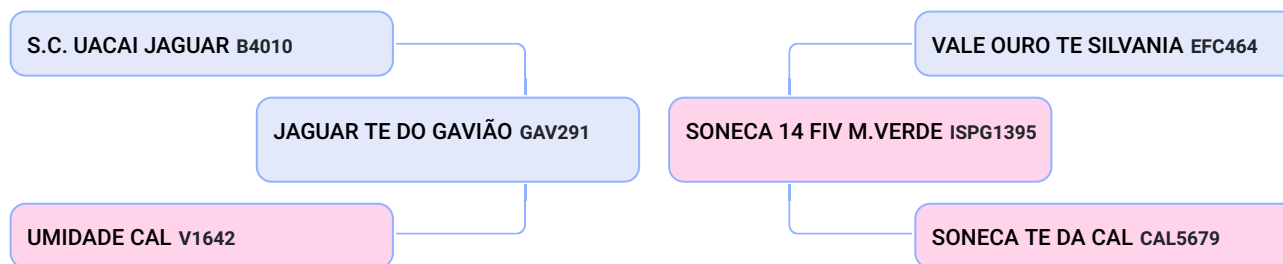 S.C. UACAI JAGUAR B4010
VALE OURO TE SILVANIA EFC464
JAGUAR TE DO GAVIÃO GAV291
SONECA 14 FIV M.VERDE ISPG1395
UMIDADE CAL V1642
SONECA TE DA CAL CAL5679